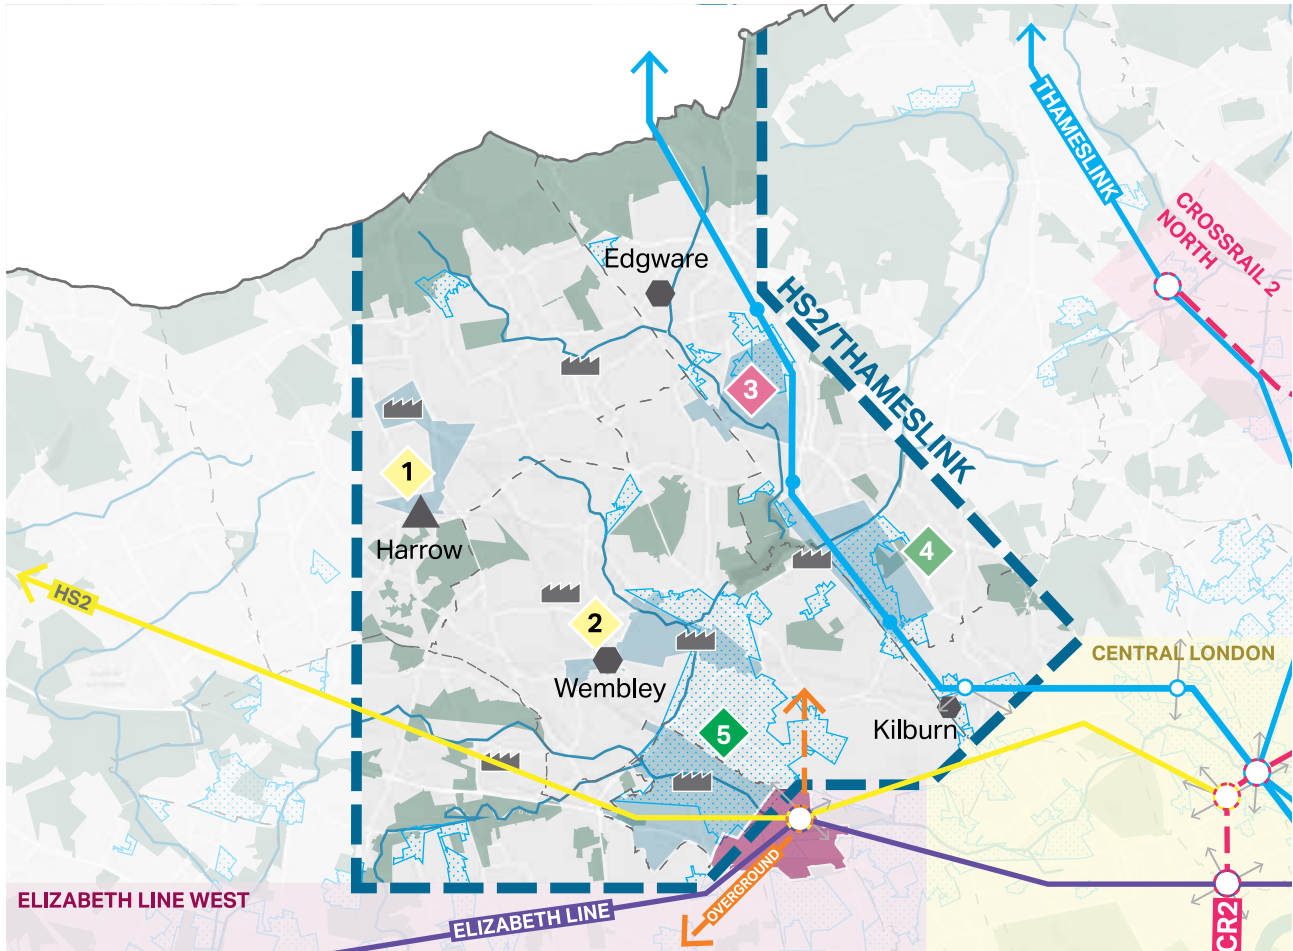 THAMESLINK
CROSSRAIL 2
NORTH
Edgware
HS2/THAMESLINK
3
1
Harrow
4
HS2
2
Wembley
CENTRAL LONDON
Kilburn
5
ELIZABETH LINE WEST
ELIZABETH LINE
OVERGROUND
CR2